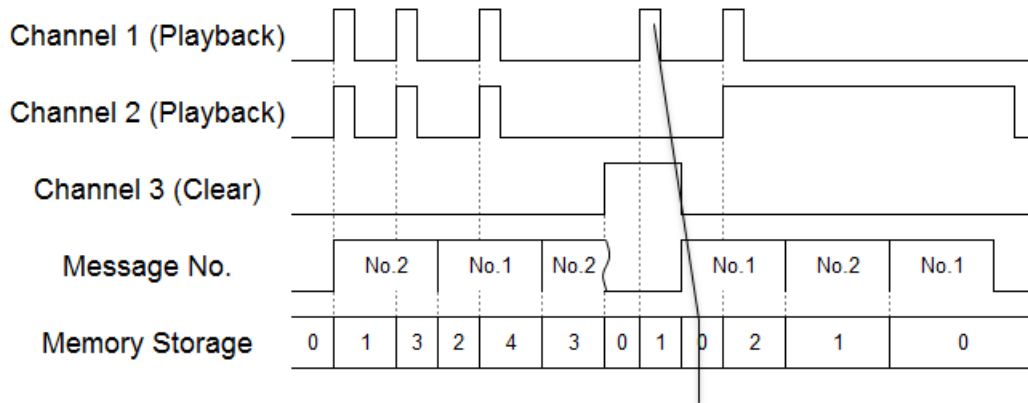 Channel 1 (Playback)
Channel 2 (Playback)
Channel 3 (Clear)
Message No. No.2 No.1 No.2 No.1 No.2 No.1
Memory Storage 0 1 3 2 4 3 0 1 0 2 1 0